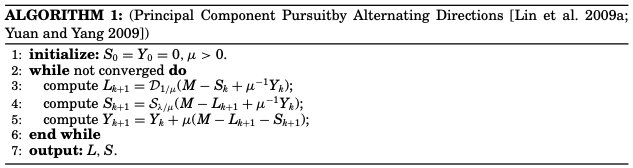 ALGORITHM 1: (Principal Component Pursuitby Alternating Directions [Lin et al. 2009a;
Yuan and Yang 2009])
1: initialize: S₀ = Y₀ = 0, μ > 0.
2: while not converged do
3: compute Lₖ₊₁ = 𝒟₁/μ(M − Sₖ + μ⁻¹Yₖ);
4: compute Sₖ₊₁ = 𝒮λ/μ(M − Lₖ₊₁ + μ⁻¹Yₖ);
5: compute Yₖ₊₁ = Yₖ + μ(M − Lₖ₊₁ − Sₖ₊₁);
6: end while
7: output: L, S.